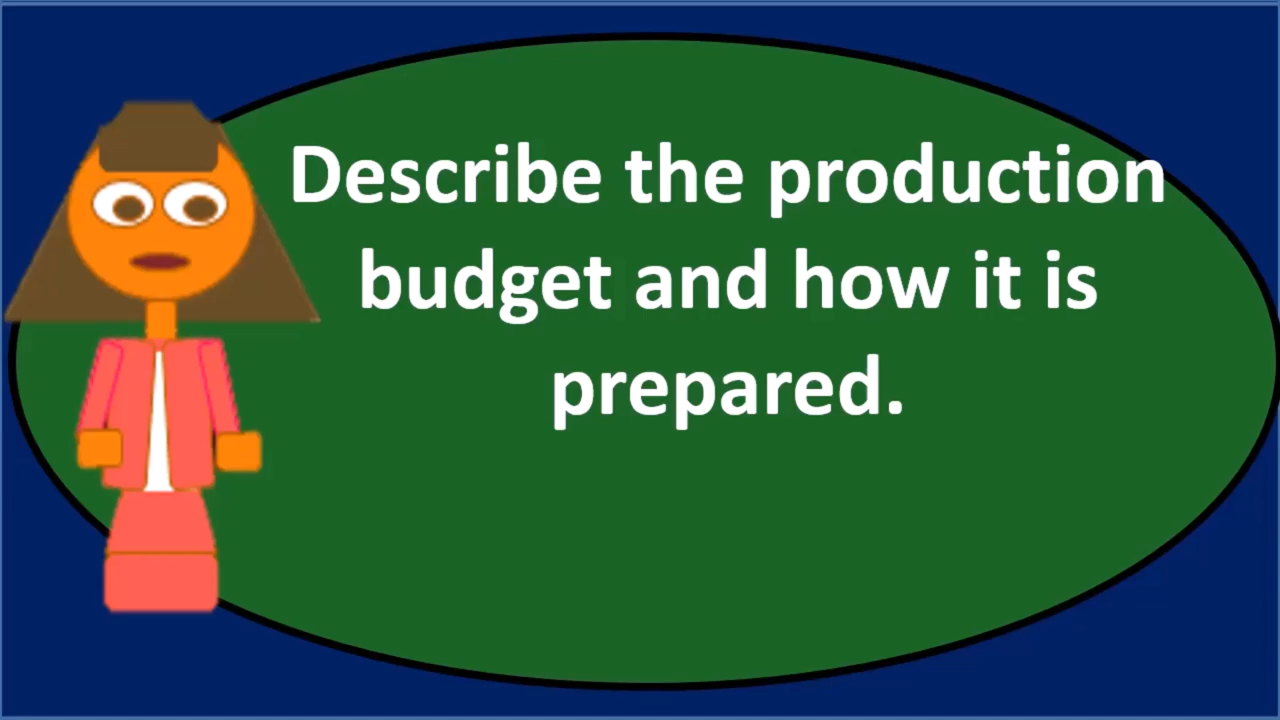 Describe the production
budget and how it is
prepared.